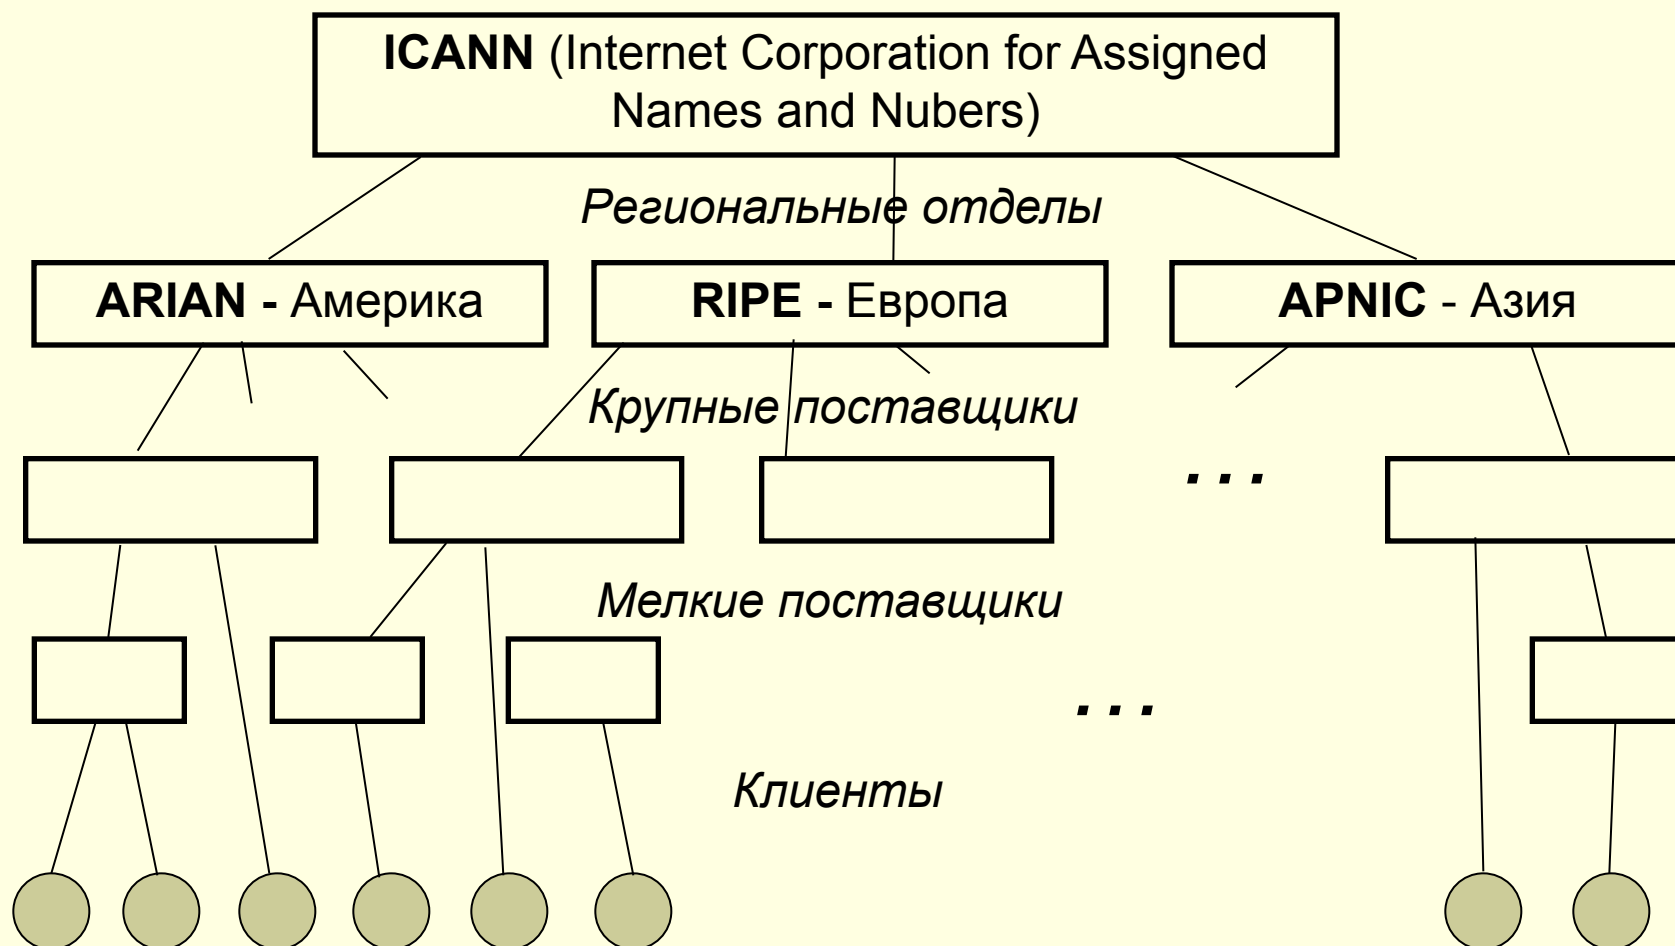 ICANN (Internet Corporation for Assigned
Names and Nubers)
Региональные отделы
ARIAN - Америка
RIPE - Европа
APNIC - Азия
Крупные поставщики
. . .
Мелкие поставщики
. . .
Клиенты